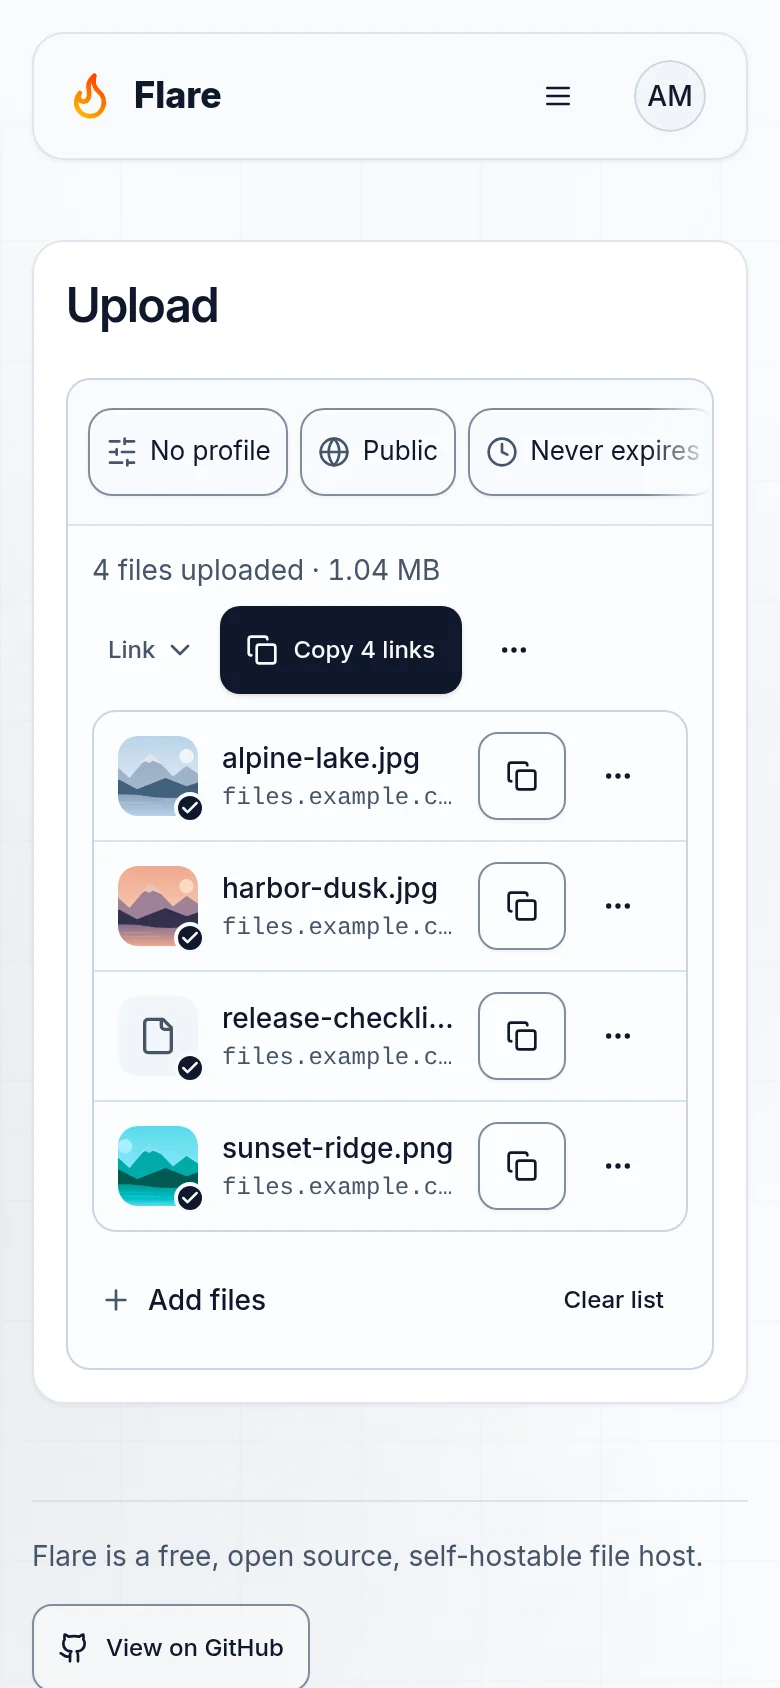 Flare
AM
Upload
No profile
Public
Never expires
4 files uploaded · 1.04 MB
Link
Copy 4 links
alpine-lake.jpg
files.example.c…
harbor-dusk.jpg
files.example.c…
release-checkli…
files.example.c…
sunset-ridge.png
files.example.c…
Add files
Clear list
Flare is a free, open source, self-hostable file host.
View on GitHub